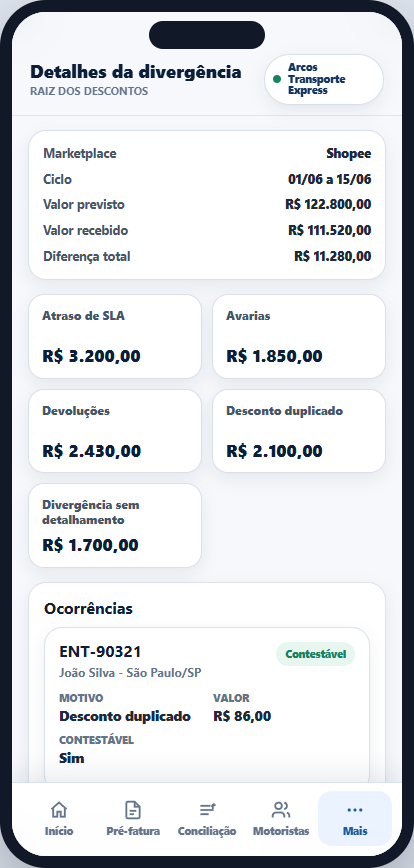 Detalhes da divergência
RAIZ DOS DESCONTOS
Arcos
Transporte
Express
Marketplace Shopee
Ciclo 01/06 a 15/06
Valor previsto R$ 122.800,00
Valor recebido R$ 111.520,00
Diferença total R$ 11.280,00
Atraso de SLA
R$ 3.200,00
Avarias
R$ 1.850,00
Devoluções
R$ 2.430,00
Desconto duplicado
R$ 2.100,00
Divergência sem
detalhamento
R$ 1.700,00
Ocorrências
ENT-90321
Contestável
João Silva - São Paulo/SP
MOTIVO VALOR
Desconto duplicado R$ 86,00
CONTESTÁVEL
Sim
Início Pré-fatura Conciliação Motoristas Mais